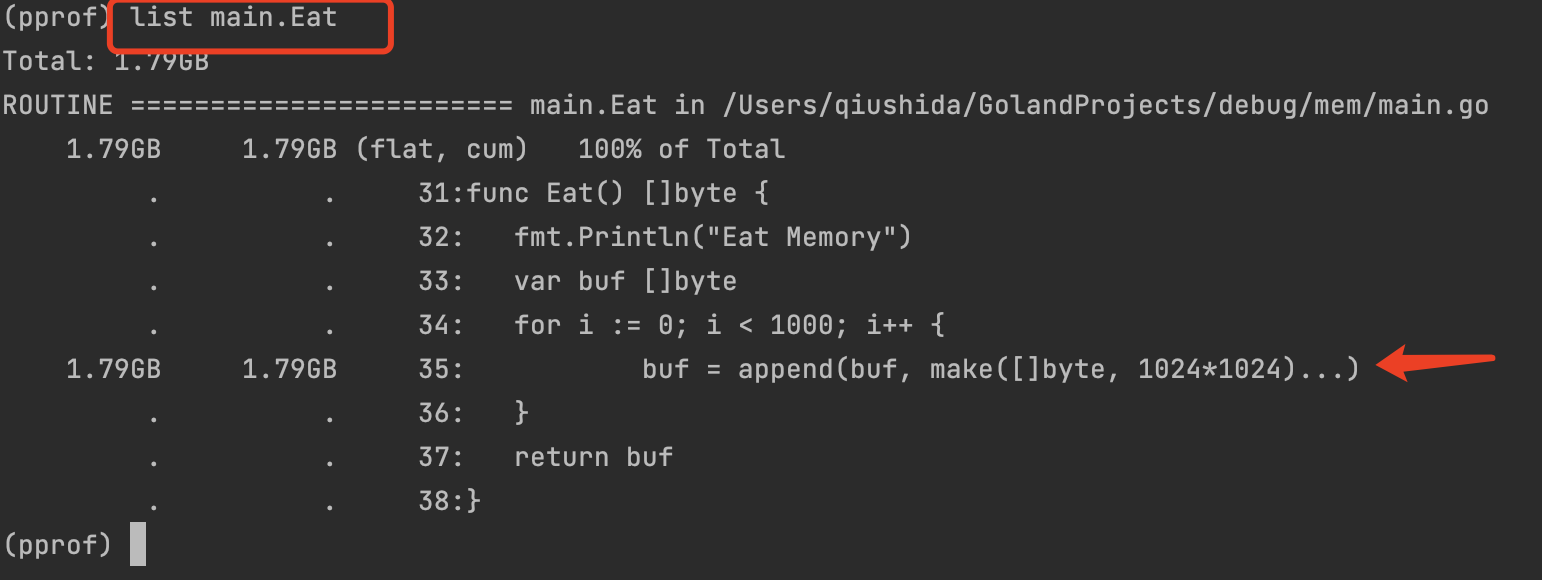 (pprof) list main.Eat
Total: 1.79GB
ROUTINE ======================== main.Eat in /Users/qiushida/GolandProjects/debug/mem/main.go
    1.79GB     1.79GB (flat, cum)   100% of Total
         .          .     31:func Eat() []byte {
         .          .     32:   fmt.Println("Eat Memory")
         .          .     33:   var buf []byte
         .          .     34:   for i := 0; i < 1000; i++ {
    1.79GB     1.79GB     35:           buf = append(buf, make([]byte, 1024*1024)...)
         .          .     36:   }
         .          .     37:   return buf
         .          .     38:}
(pprof)